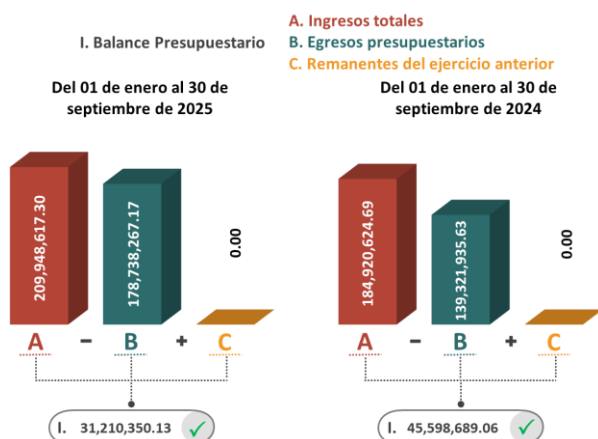 A. Ingresos totales
I. Balance Presupuestario
B. Egresos presupuestarios
C. Remanentes del ejercicio anterior
Del 01 de enero al 30 de
septiembre de 2025
209,948,617.30
178,738,267.17
0.00
A – B + C
I. 31,210,350.13
Del 01 de enero al 30 de
septiembre de 2024
184,920,624.69
139,321,935.63
0.00
A – B + C
I. 45,598,689.06